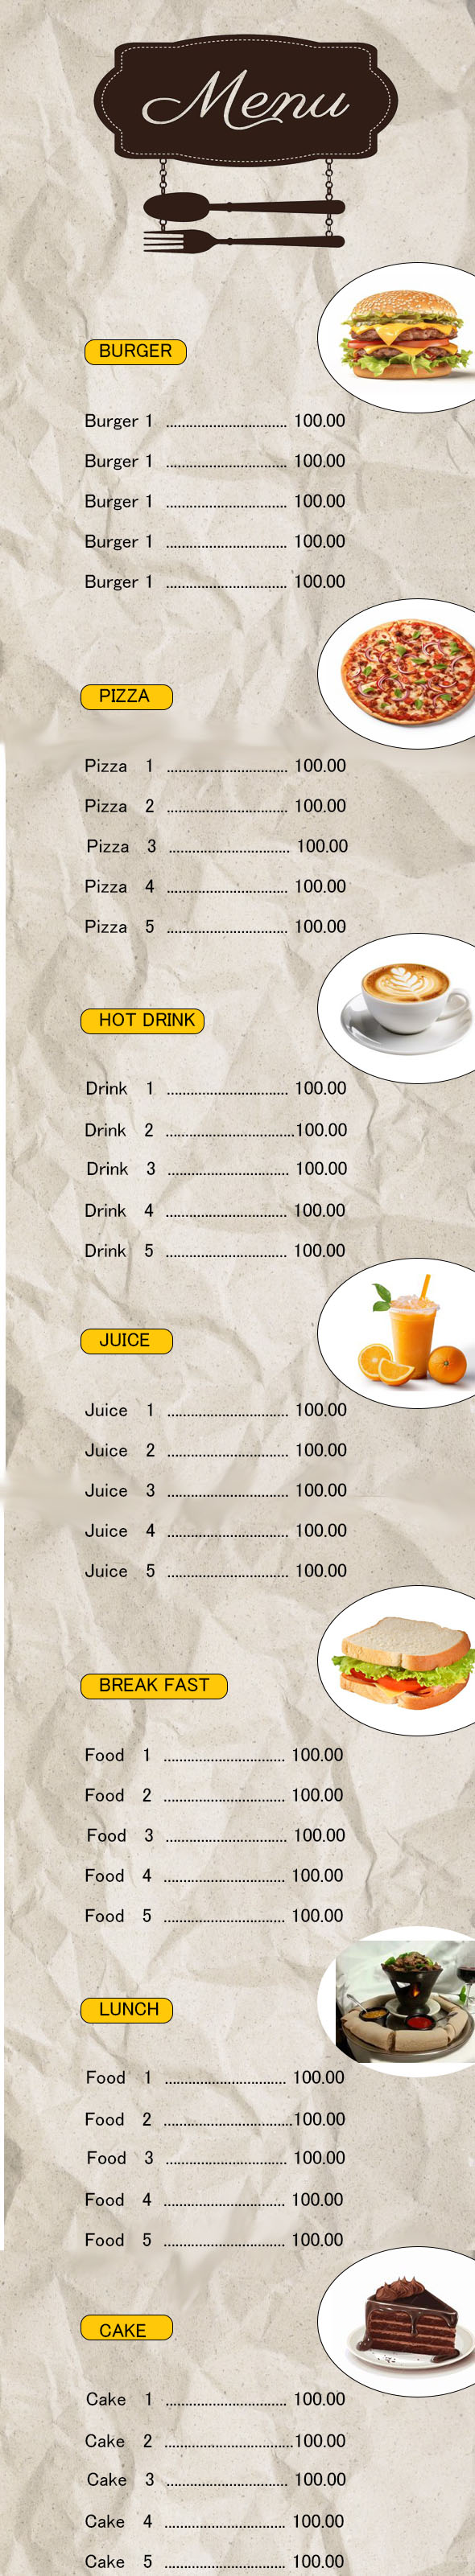 Menu
BURGER
Burger 1 ............................... 100.00
Burger 1 ............................... 100.00
Burger 1 ............................... 100.00
Burger 1 ............................... 100.00
Burger 1 ............................... 100.00
PIZZA
Pizza 1 ............................... 100.00
Pizza 2 ............................... 100.00
Pizza 3 ............................... 100.00
Pizza 4 ............................... 100.00
Pizza 5 ............................... 100.00
HOT DRINK
Drink 1 ............................... 100.00
Drink 2 .................................100.00
Drink 3 ............................... 100.00
Drink 4 ............................... 100.00
Drink 5 ............................... 100.00
JUICE
Juice 1 ............................... 100.00
Juice 2 ............................... 100.00
Juice 3 ............................... 100.00
Juice 4 ............................... 100.00
Juice 5 ............................... 100.00
BREAK FAST
Food 1 ............................... 100.00
Food 2 ............................... 100.00
Food 3 ............................... 100.00
Food 4 ............................... 100.00
Food 5 ............................... 100.00
LUNCH
Food 1 ............................... 100.00
Food 2 .................................100.00
Food 3 ............................... 100.00
Food 4 ............................... 100.00
Food 5 ............................... 100.00
CAKE
Cake 1 ............................... 100.00
Cake 2 .................................100.00
Cake 3 ............................... 100.00
Cake 4 ............................... 100.00
Cake 5 ............................... 100.00